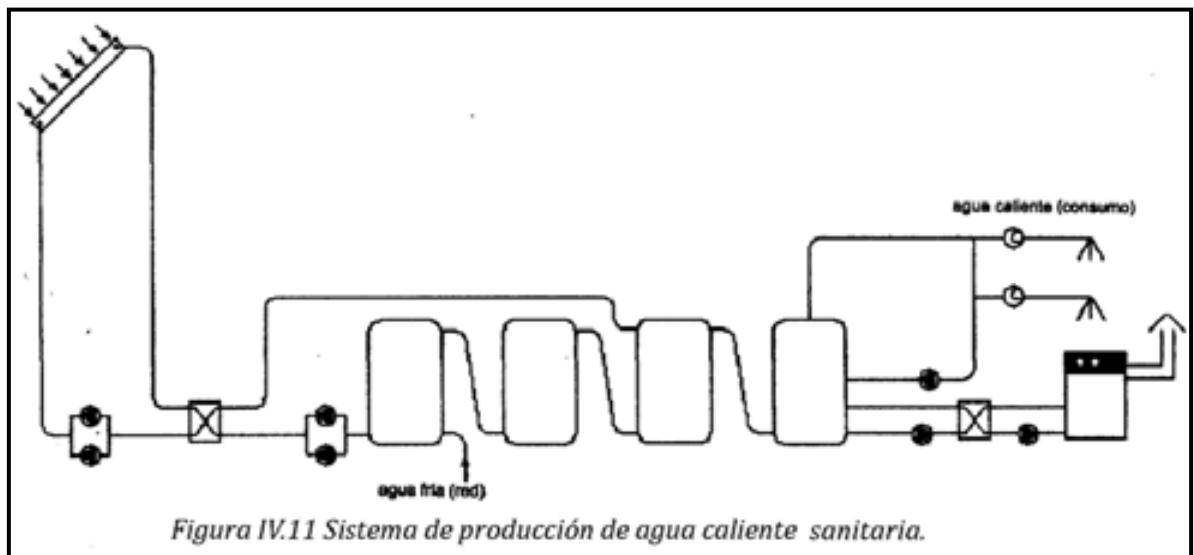 agua caliente (consumo)
agua fría (red)
Figura IV.11 Sistema de producción de agua caliente sanitaria.